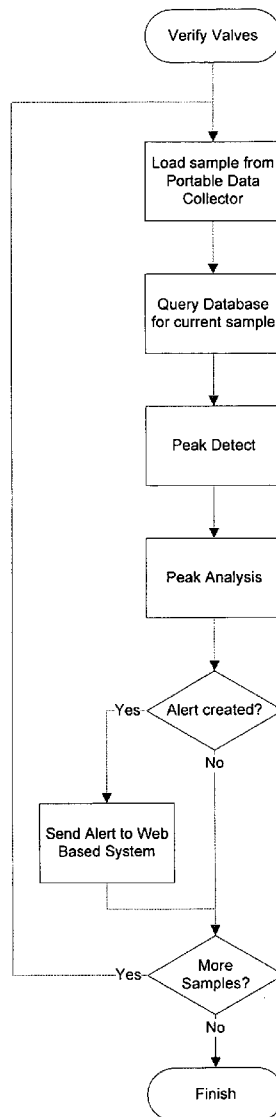 Verify Valves
Load sample from
Portable Data
Collector
Query Database
for current sample
Peak Detect
Peak Analysis
Alert created?
Yes
No
Send Alert to Web
Based System
More
Samples?
Yes
No
Finish